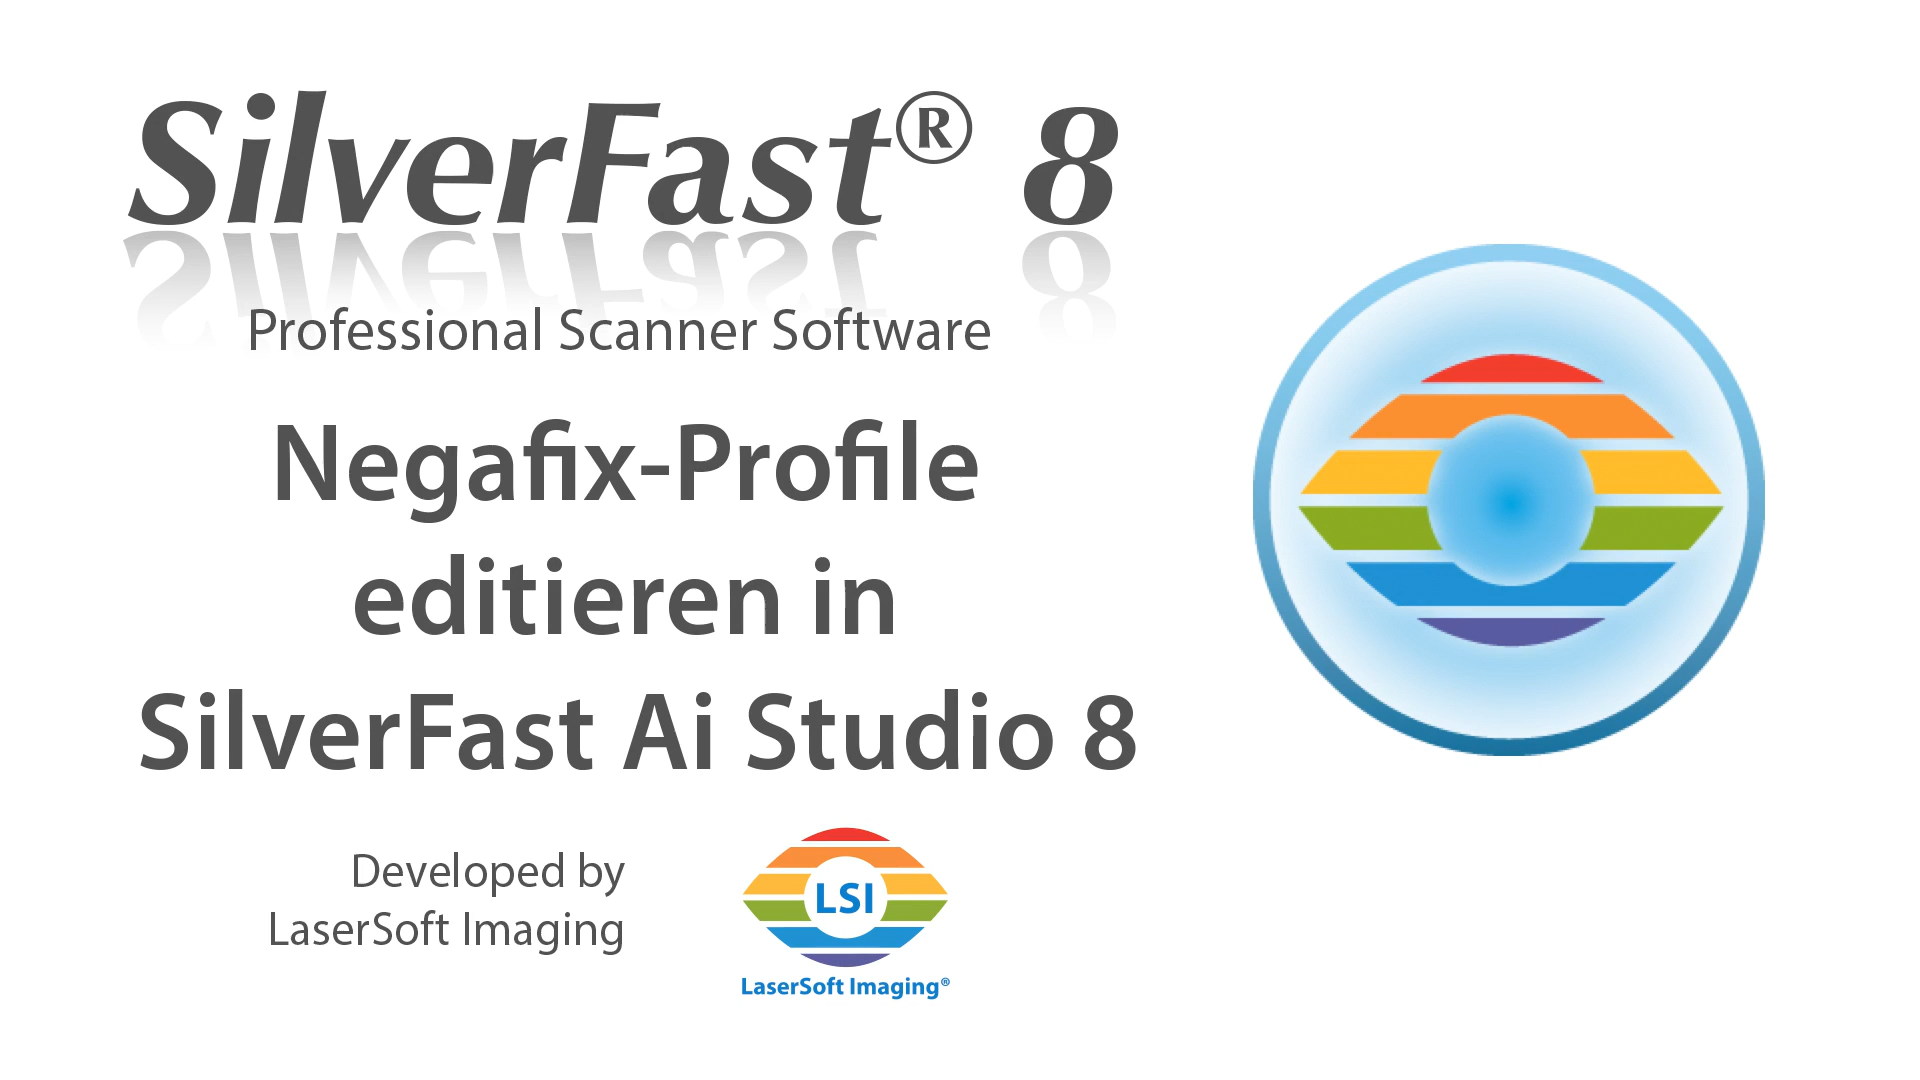 SilverFast® 8
Professional Scanner Software
Negafix-Profile
editieren in
SilverFast Ai Studio 8
Developed by
LaserSoft Imaging
LSI
LaserSoft Imaging®